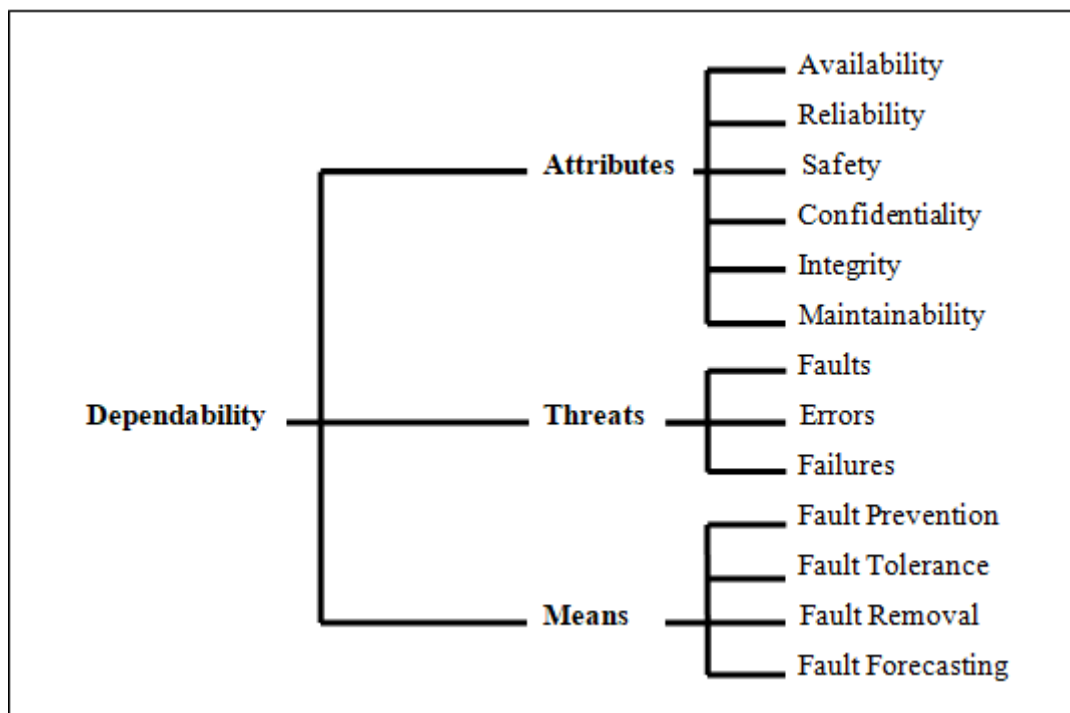 Availability
Reliability
Attributes
Safety
Confidentiality
Integrity
Maintainability
Faults
Dependability
Threats
Errors
Failures
Fault Prevention
Fault Tolerance
Means
Fault Removal
Fault Forecasting